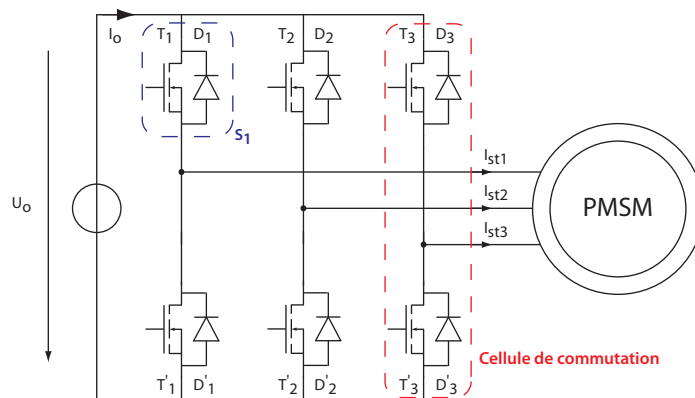 I₀ T₁ D₁ T₂ D₂ T₃ D₃
S₁
Iₛₜ₁
Iₛₜ₂
Uₒ PMSM
Iₛₜ₃
Cellule de commutation
T'₁ D'₁ T'₂ D'₂ T'₃ D'₃